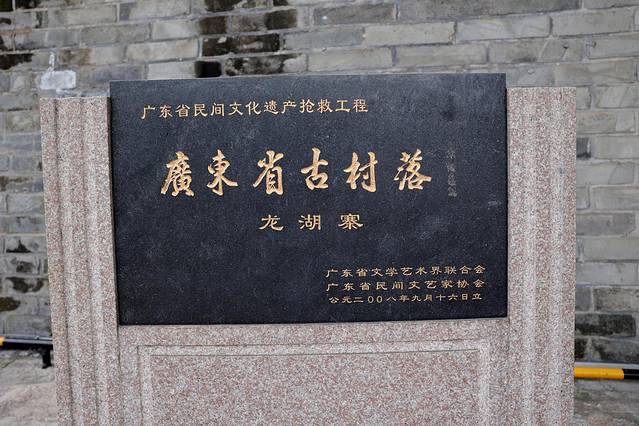 广东省民间文化遗产抢救工程
廣東省古村落
龙湖寨
广东省文学艺术界联合会
广东省民间文艺家协会
公元二00八年九月十六日立